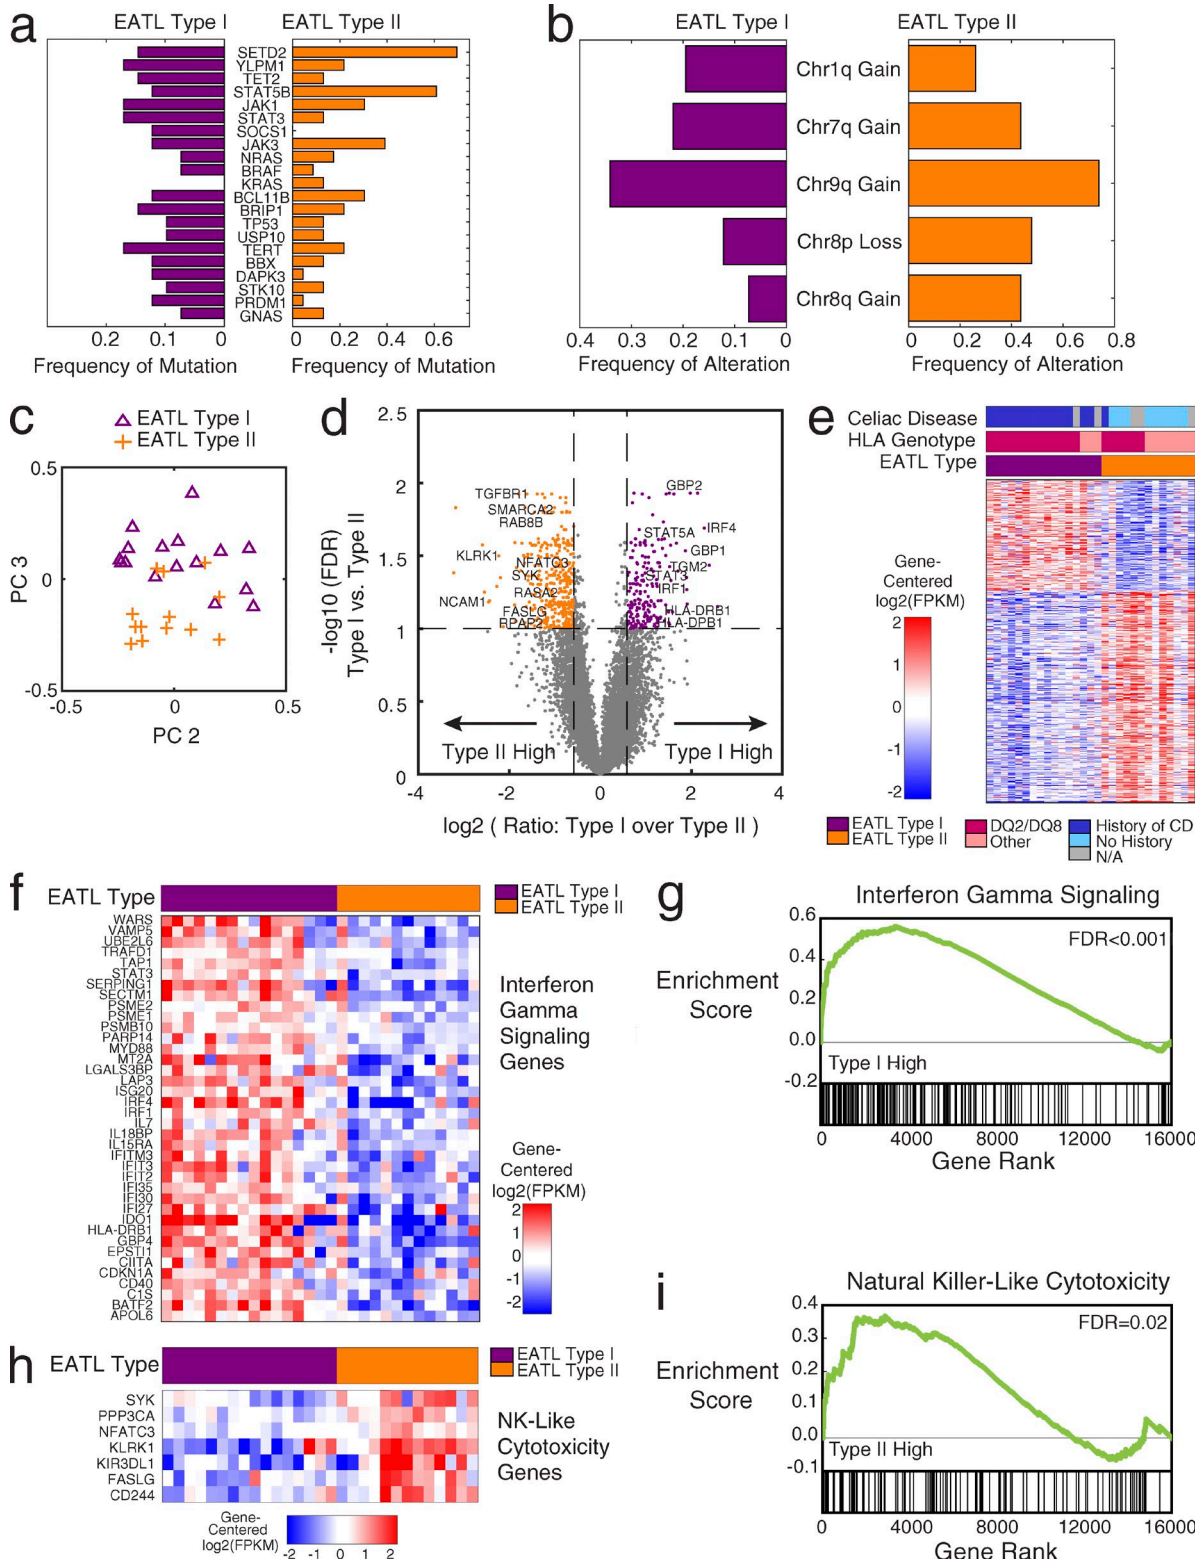 a
EATL Type I
EATL Type II
SETD2
YLPM1
TET2
STAT5B
JAK1
STAT3
SOCS1
JAK3
NRAS
BRAF
KRAS
BCL11B
BRIP1
TP53
USP10
TERT
BBX
DAPK3
STK10
PRDM1
GNAS
0.2 0.1 0
0 0.2 0.4 0.6
Frequency of Mutation
Frequency of Mutation
b
EATL Type I
EATL Type II
Chr1q Gain
Chr7q Gain
Chr9q Gain
Chr8p Loss
Chr8q Gain
0.4 0.3 0.2 0.1 0
0 0.2 0.4 0.6 0.8
Frequency of Alteration
Frequency of Alteration
c
EATL Type I
EATL Type II
0.5
0
-0.5
-0.5 0 0.5
PC 3
PC 2
d
-log10 (FDR)
Type I vs. Type II
2.5
2
1.5
1
0.5
0
TGFBR1
SMARCA2
RAB8B
KLRK1
NFATC3
SYK
RASA2
NCAM1
FASLG
RPAP2
GBP2
IRF4
STAT5A
GBP1
TGM2
STAT3
IRF1
HLA-DRB1
HLA-DPB1
Type II High
Type I High
-4 -2 0 2 4
log2 ( Ratio: Type I over Type II )
e
Celiac Disease
HLA Genotype
EATL Type
Gene-
Centered
log2(FPKM)
2
1
0
-1
-2
EATL Type I
EATL Type II
DQ2/DQ8
Other
History of CD
No History
N/A
f
EATL Type
EATL Type I
EATL Type II
WARS
VAMP5
UBE2L6
TRAFD1
TAP1
STAT3
SERPING1
SECTM1
PSME2
PSME1
PSMB10
PARP14
MYD88
MT2A
LGALS3BP
LAP3
ISG20
IRF4
IRF1
IL7
IL18BP
IL15RA
IFITM3
IFIT3
IFIT2
IFI35
IFI30
IFI27
IDO1
HLA-DRB1
GBP4
EPSTI1
CIITA
CDKN1A
CD40
C1S
BATF2
APOL6
Interferon
Gamma
Signaling
Genes
Gene-
Centered
log2(FPKM)
2
1
0
-1
-2
g
Interferon Gamma Signaling
FDR<0.001
Enrichment
Score
0.6
0.4
0.2
0.0
-0.2
Type I High
0 4000 8000 12000 16000
Gene Rank
h
EATL Type
EATL Type I
EATL Type II
SYK
PPP3CA
NFATC3
KLRK1
KIR3DL1
FASLG
CD244
NK-Like
Cytotoxicity
Genes
Gene-
Centered
log2(FPKM)
-2 -1 0 1 2
i
Natural Killer-Like Cytotoxicity
FDR=0.02
Enrichment
Score
0.4
0.3
0.2
0.1
0.0
-0.1
Type II High
0 4000 8000 12000 16000
Gene Rank